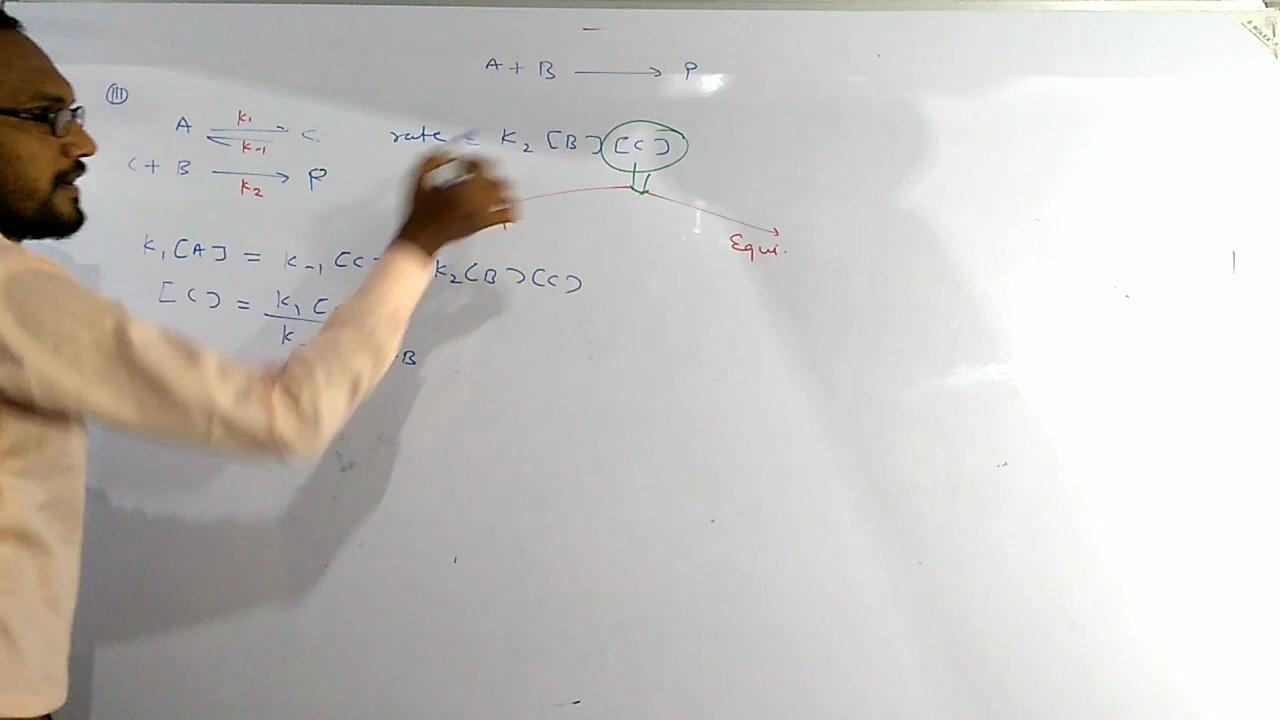 A + B ⟶ P
III
A ⇌ C
K₁
K₋₁
rate = K₂ [B] [C]
C + B ⟶ P
K₂
Equi.
K₁[A] = K₋₁ [C K₂[B][C]
[C] = K₁ [
K₋
B